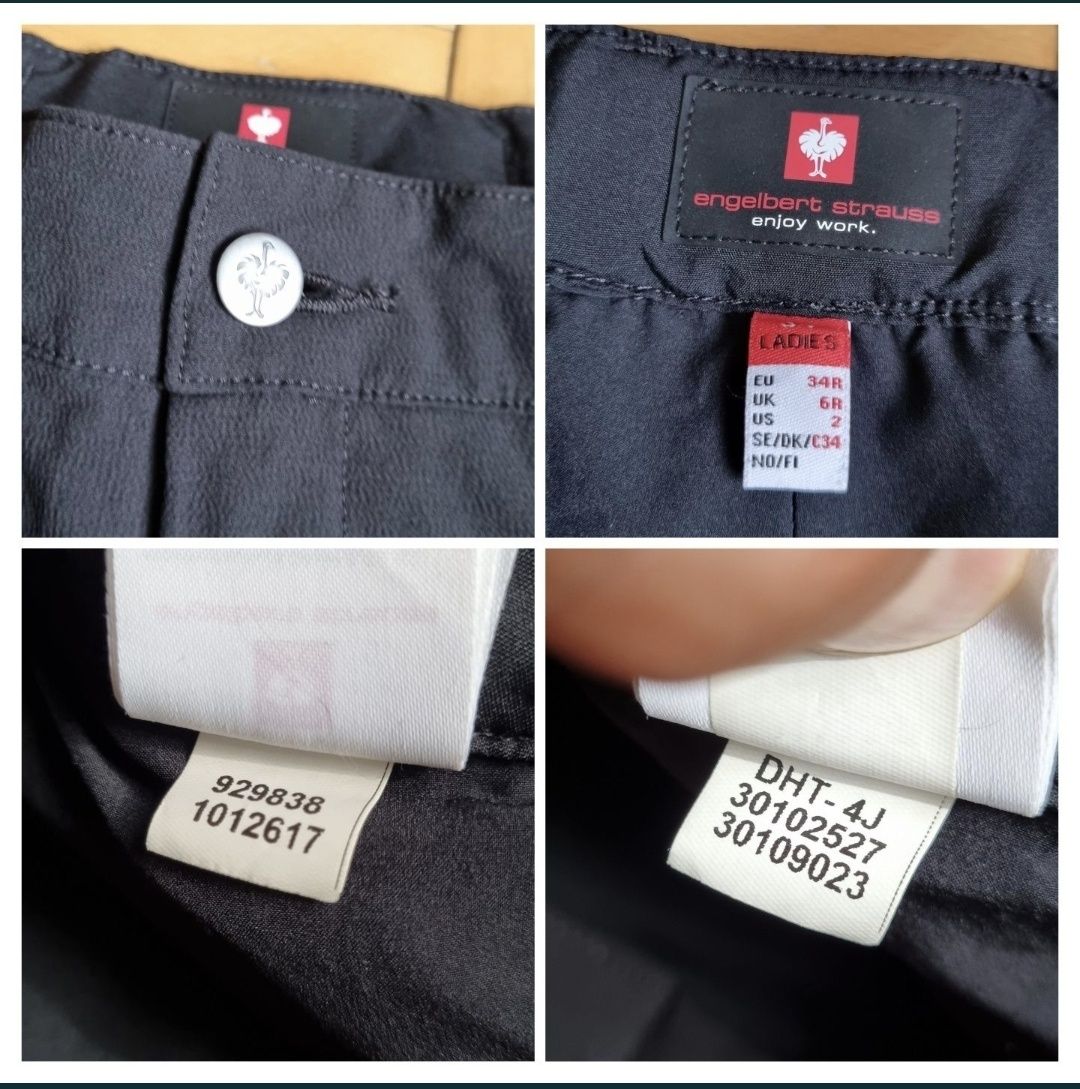 engelbert strauss
enjoy work.
LADIES
EU 34R
UK 6R
US 2
SE/DK/ C34
NO/FI
929838
1012617
DHT- 4J
30102527
30109023